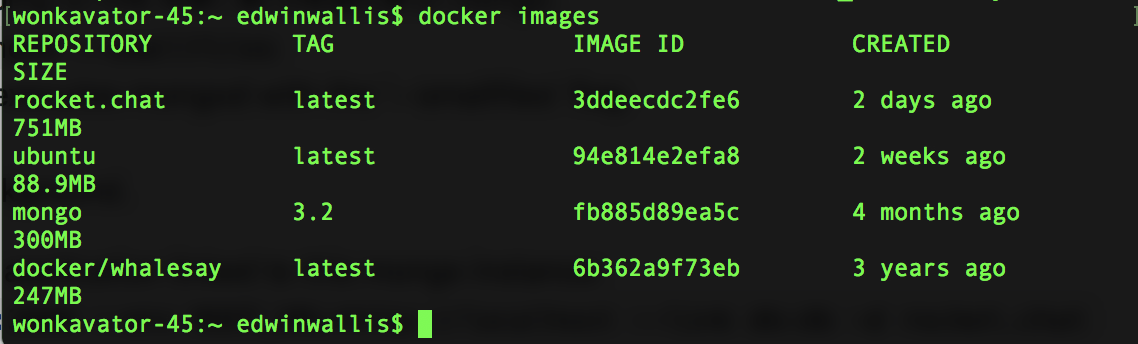 [wonkavator-45:~ edwinwallis$ docker images
REPOSITORY          TAG                 IMAGE ID            CREATED
SIZE
rocket.chat         latest              3ddeecdc2fe6        2 days ago
751MB
ubuntu              latest              94e814e2efa8        2 weeks ago
88.9MB
mongo               3.2                 fb885d89ea5c        4 months ago
300MB
docker/whalesay     latest              6b362a9f73eb        3 years ago
247MB
wonkavator-45:~ edwinwallis$